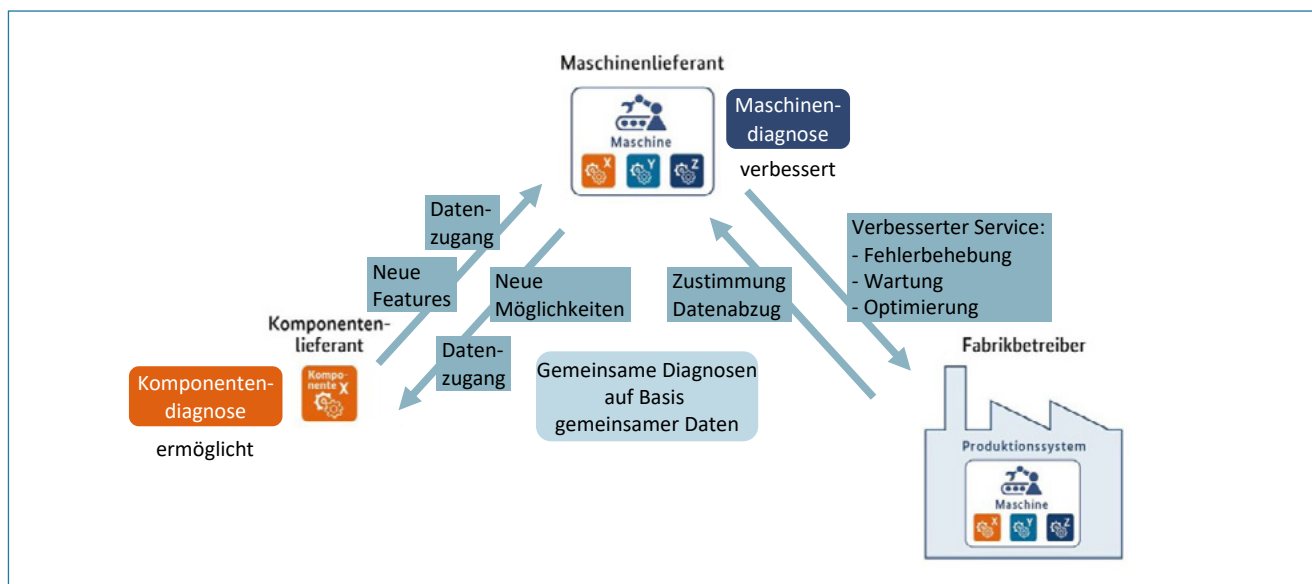 Maschinenlieferant
Maschine
X
Y
Z
Maschinen-
diagnose
verbessert
Daten-
zugang
Neue
Features
Neue
Möglichkeiten
Daten-
zugang
Zustimmung
Datenabzug
Verbesserter Service:
- Fehlerbehebung
- Wartung
- Optimierung
Komponenten-
lieferant
Kompo-
nente X
Komponenten-
diagnose
ermöglicht
Gemeinsame Diagnosen
auf Basis
gemeinsamer Daten
Fabrikbetreiber
Produktionssystem
Maschine
X
Y
Z